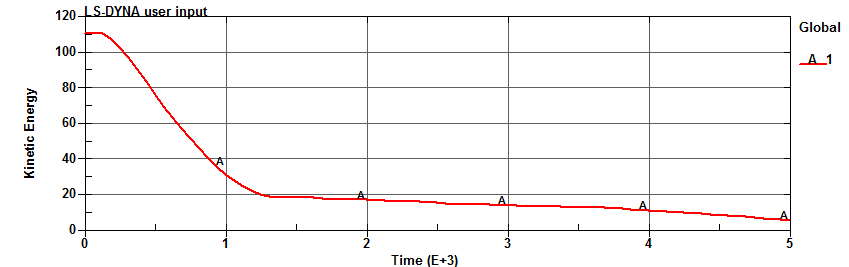 LS-DYNA user input
Global
A 1
Kinetic Energy
120
100
80
60
40
20
0
A
A
A
A
A
0 1 2 3 4 5
Time (E+3)